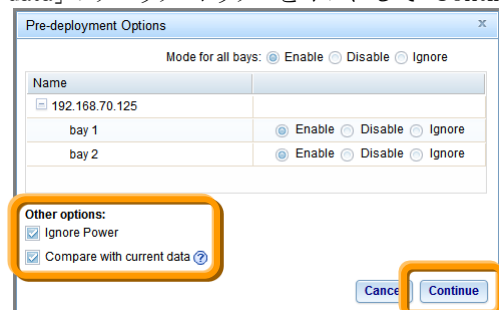 Pre-deployment Options x
Mode for all bays: Enable Disable Ignore
Name
192.168.70.125
bay 1 Enable Disable Ignore
bay 2 Enable Disable Ignore
Other options:
Ignore Power
Compare with current data ?
Continue